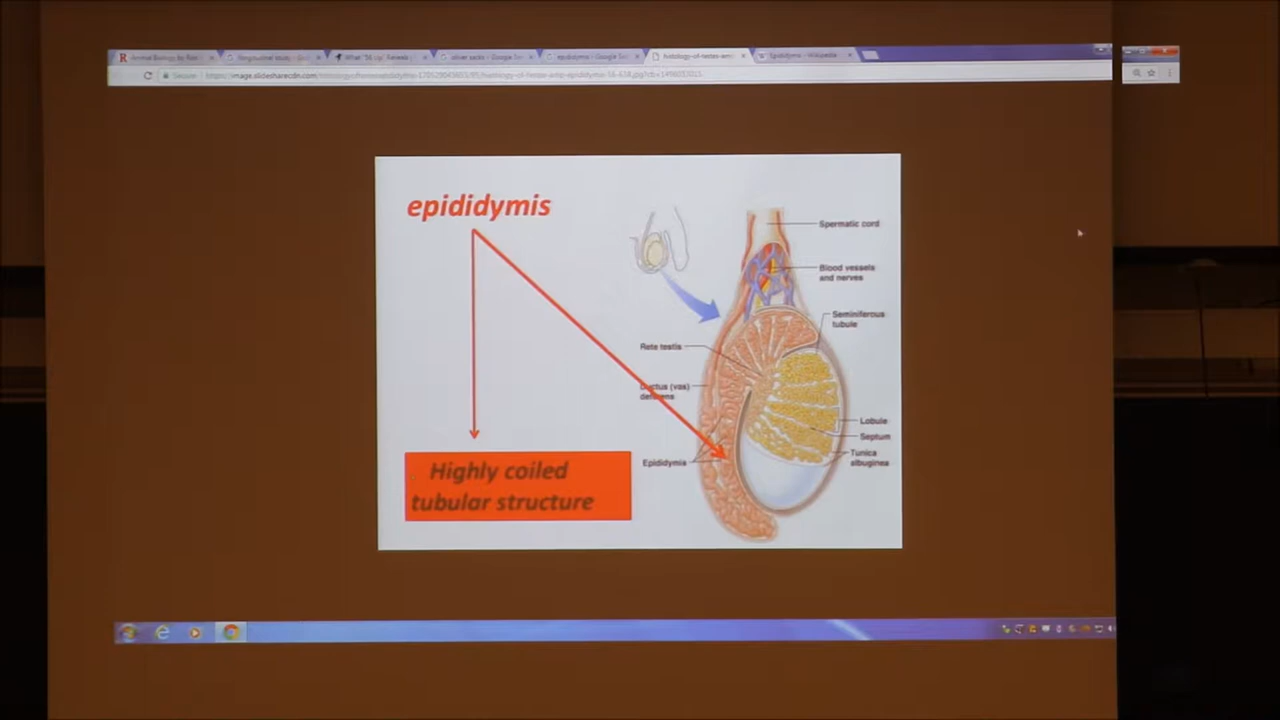 epididymis
Highly coiled
tubular structure
Spermatic cord
Blood vessels
and nerves
Seminiferous
tubule
Rete testis
Ductus (vas)
deferens
Lobule
Septum
Epididymis
Tunica
albuginea